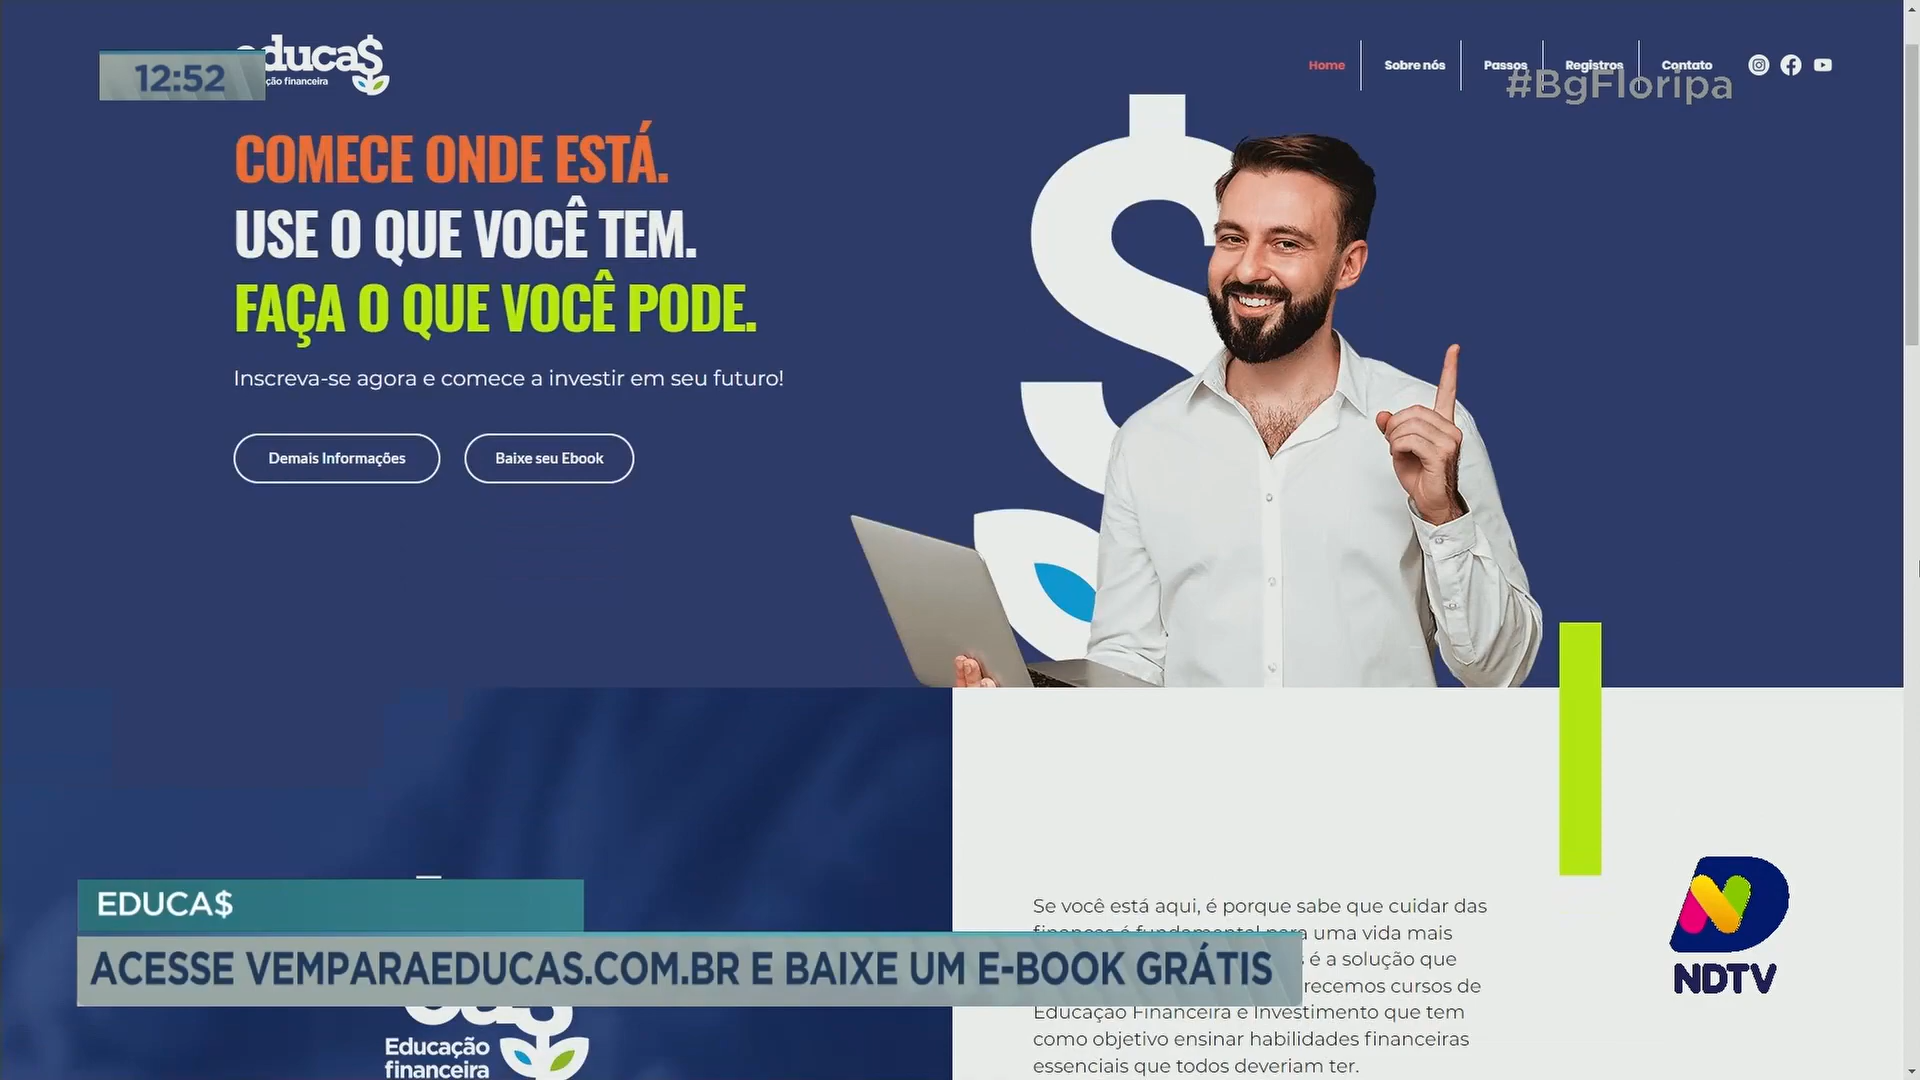 12:52
educa$
ção financeira
Home
Sobre nós
Passos
Registros
Contato
#BgFloripa
COMECE ONDE ESTÁ.
USE O QUE VOCÊ TEM.
FAÇA O QUE VOCÊ PODE.
Inscreva-se agora e comece a investir em seu futuro!
Demais Informações
Baixe seu Ebook
Se você está aqui, é porque sabe que cuidar das
finanças é fundamental para uma vida mais
é a solução que
recemos cursos de
Educação Financeira e Investimento que tem
como objetivo ensinar habilidades financeiras
essenciais que todos deveriam ter.
EDUCA$
ACESSE VEMPARAEDUCAS.COM.BR E BAIXE UM E-BOOK GRÁTIS
Educação
financeira
NDTV